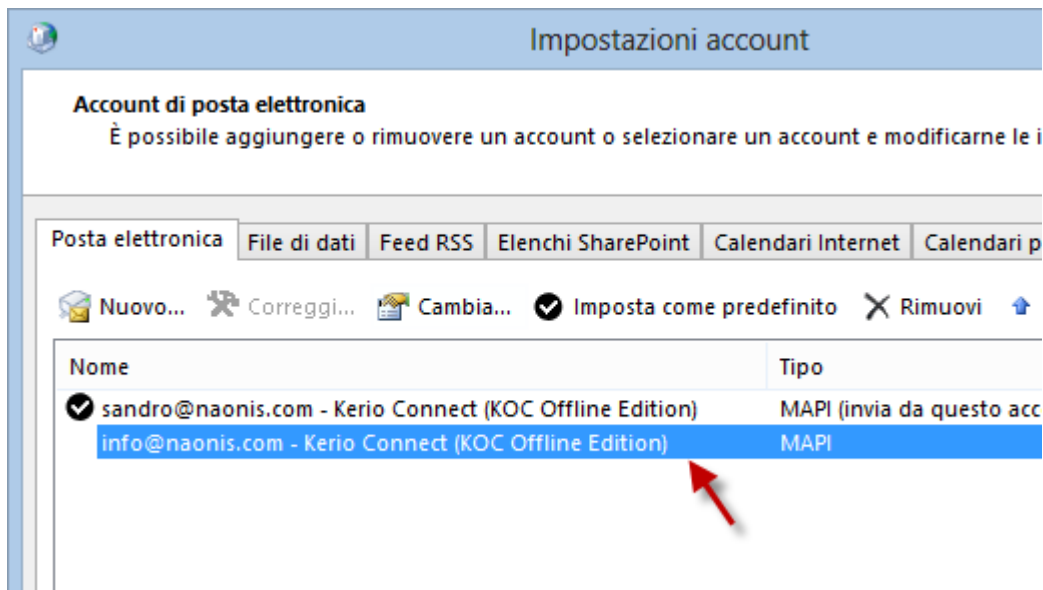 Impostazioni account
Account di posta elettronica
È possibile aggiungere o rimuovere un account o selezionare un account e modificarne le i
Posta elettronica File di dati Feed RSS Elenchi SharePoint Calendari Internet Calendari p
Nuovo... Correggi... Cambia... Imposta come predefinito Rimuovi
Nome Tipo
sandro@naonis.com - Kerio Connect (KOC Offline Edition) MAPI (invia da questo acc
info@naonis.com - Kerio Connect (KOC Offline Edition) MAPI